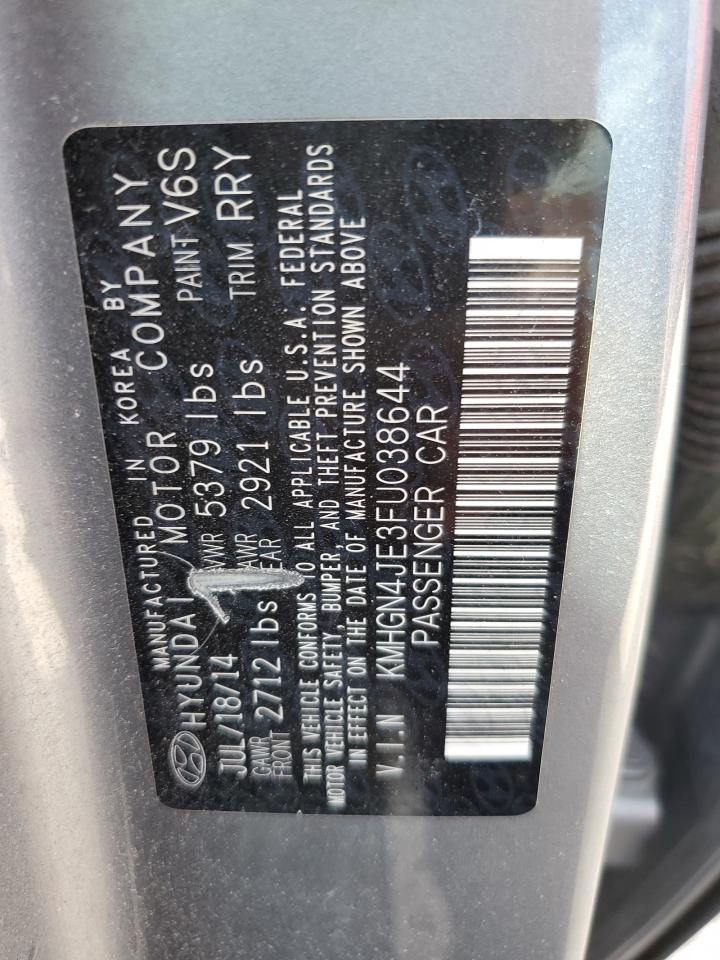 MANUFACTURED IN KOREA BY
HYUNDAI MOTOR COMPANY
JUL/18/14 GVWR 5379 lbs PAINT V6S
GAWR FRONT 2712 lbs GAWR REAR 2921 lbs TRIM RRY
THIS VEHICLE CONFORMS TO ALL APPLICABLE U.S.A. FEDERAL
MOTOR VEHICLE SAFETY, BUMPER, AND THEFT PREVENTION STANDARDS
IN EFFECT ON THE DATE OF MANUFACTURE SHOWN ABOVE
V.I.N KMHGN4JE3FU038644
PASSENGER CAR